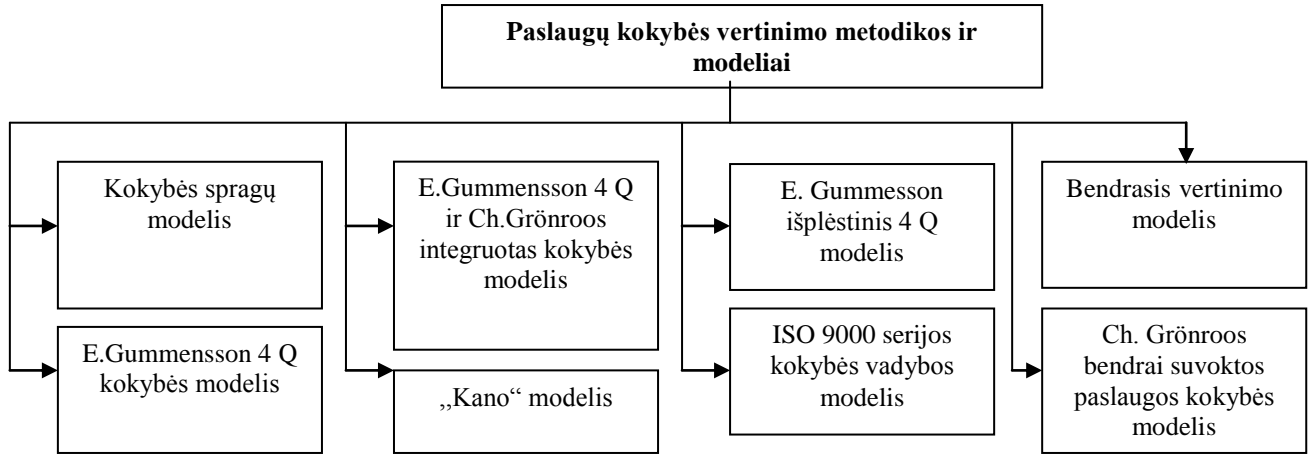 Paslaugų kokybės vertinimo metodikos ir
modeliai
Kokybės spragų
modelis
E.Gummensson 4 Q
ir Ch.Grönroos
integruotas kokybės
modelis
E. Gummesson
išplėstinis 4 Q
modelis
Bendrasis vertinimo
modelis
E.Gummensson 4 Q
kokybės modelis
,,Kano“ modelis
ISO 9000 serijos
kokybės vadybos
modelis
Ch. Grönroos
bendrai suvoktos
paslaugos kokybės
modelis